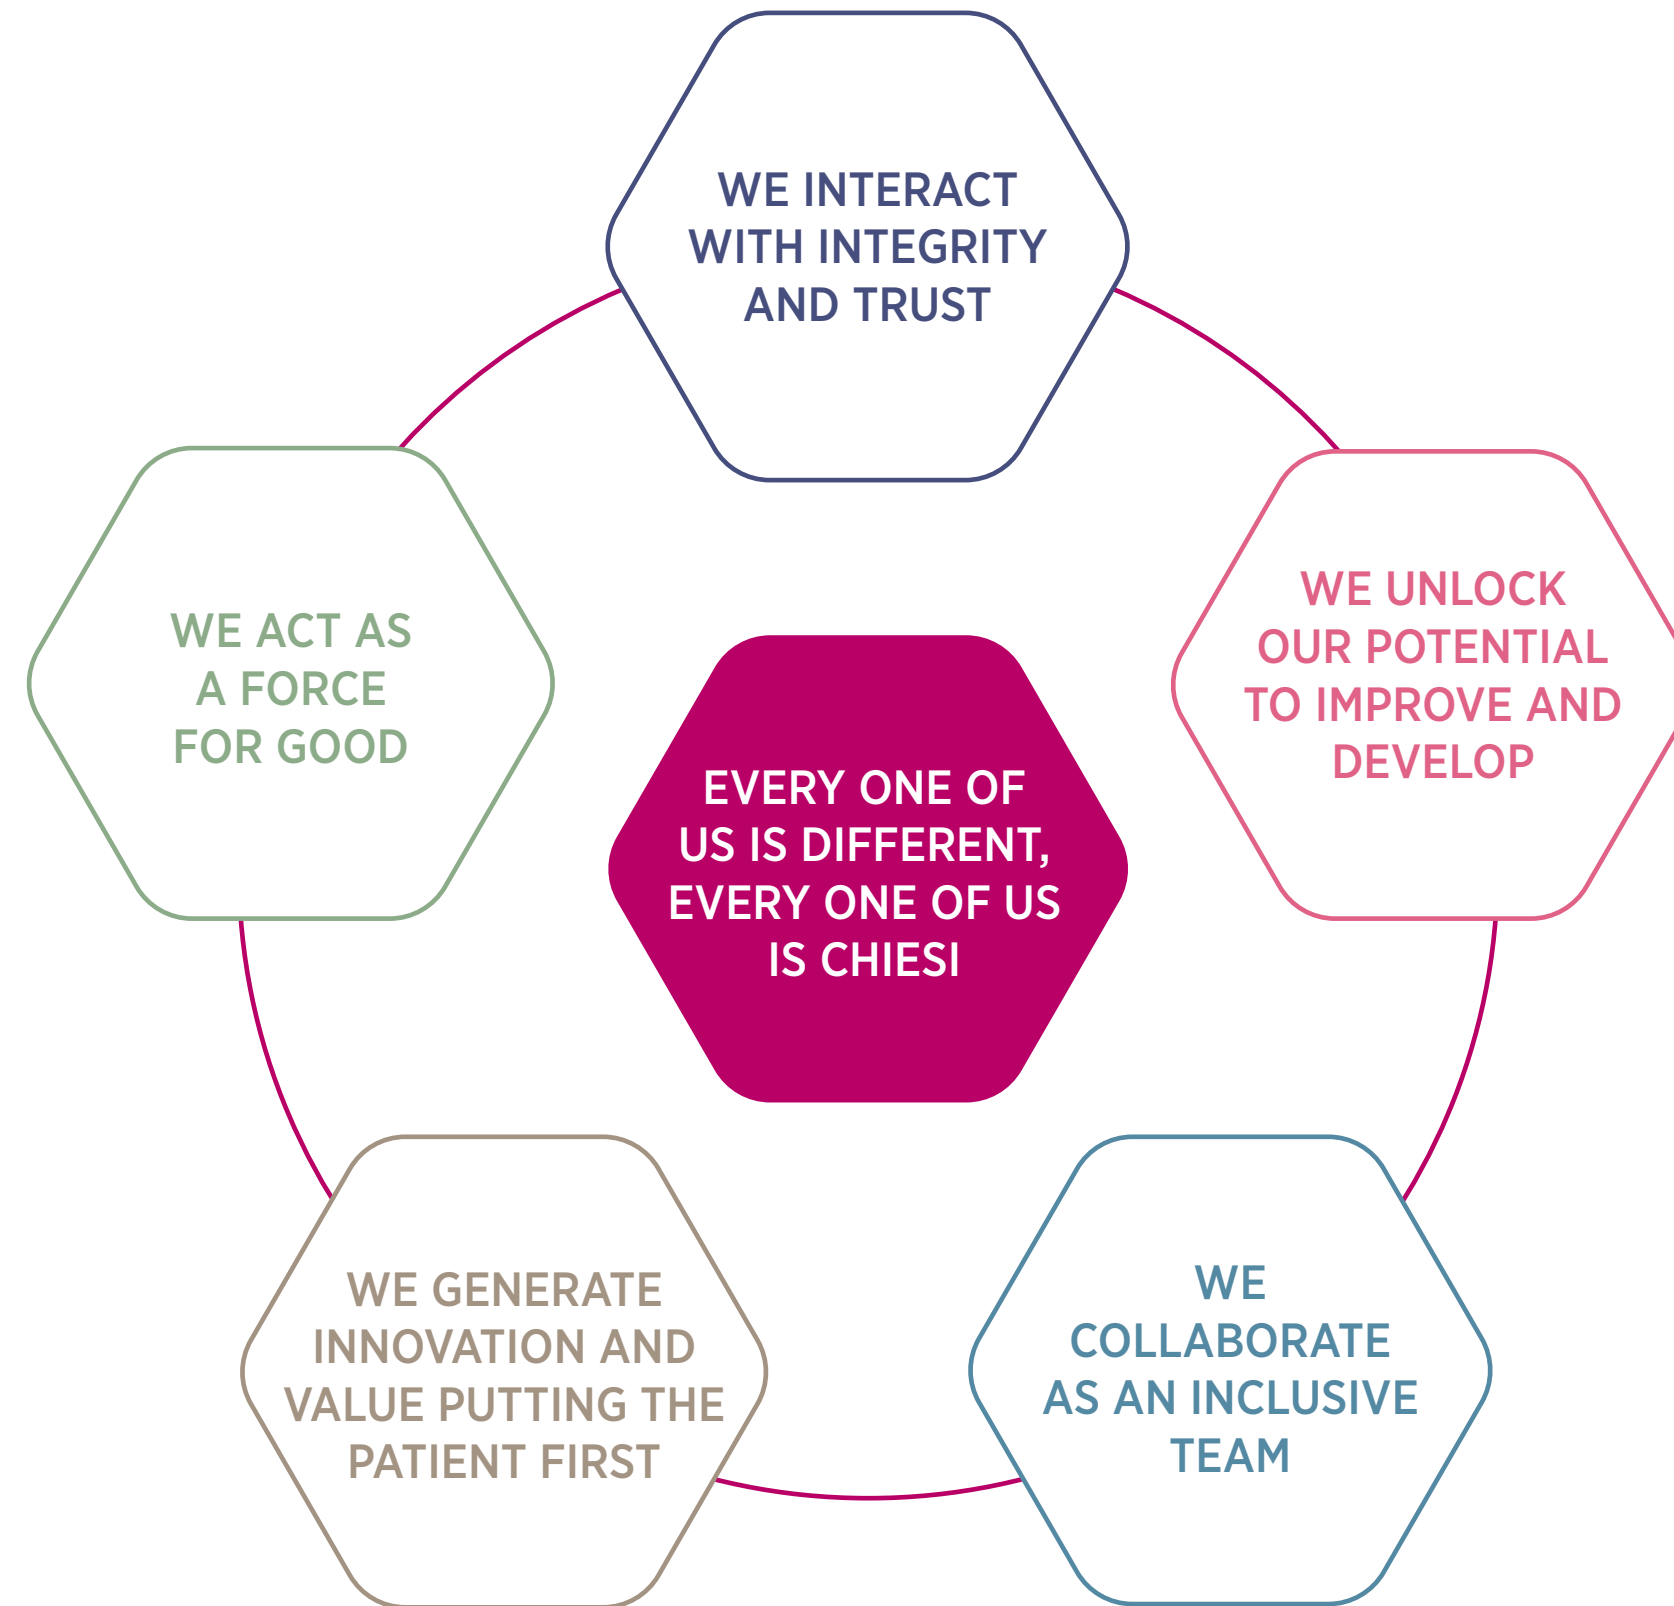 WE INTERACT
WITH INTEGRITY
AND TRUST
WE UNLOCK
OUR POTENTIAL
TO IMPROVE AND
DEVELOP
WE ACT AS
A FORCE
FOR GOOD
EVERY ONE OF
US IS DIFFERENT,
EVERY ONE OF US
IS CHIESI
WE GENERATE
INNOVATION AND
VALUE PUTTING THE
PATIENT FIRST
WE
COLLABORATE
AS AN INCLUSIVE
TEAM